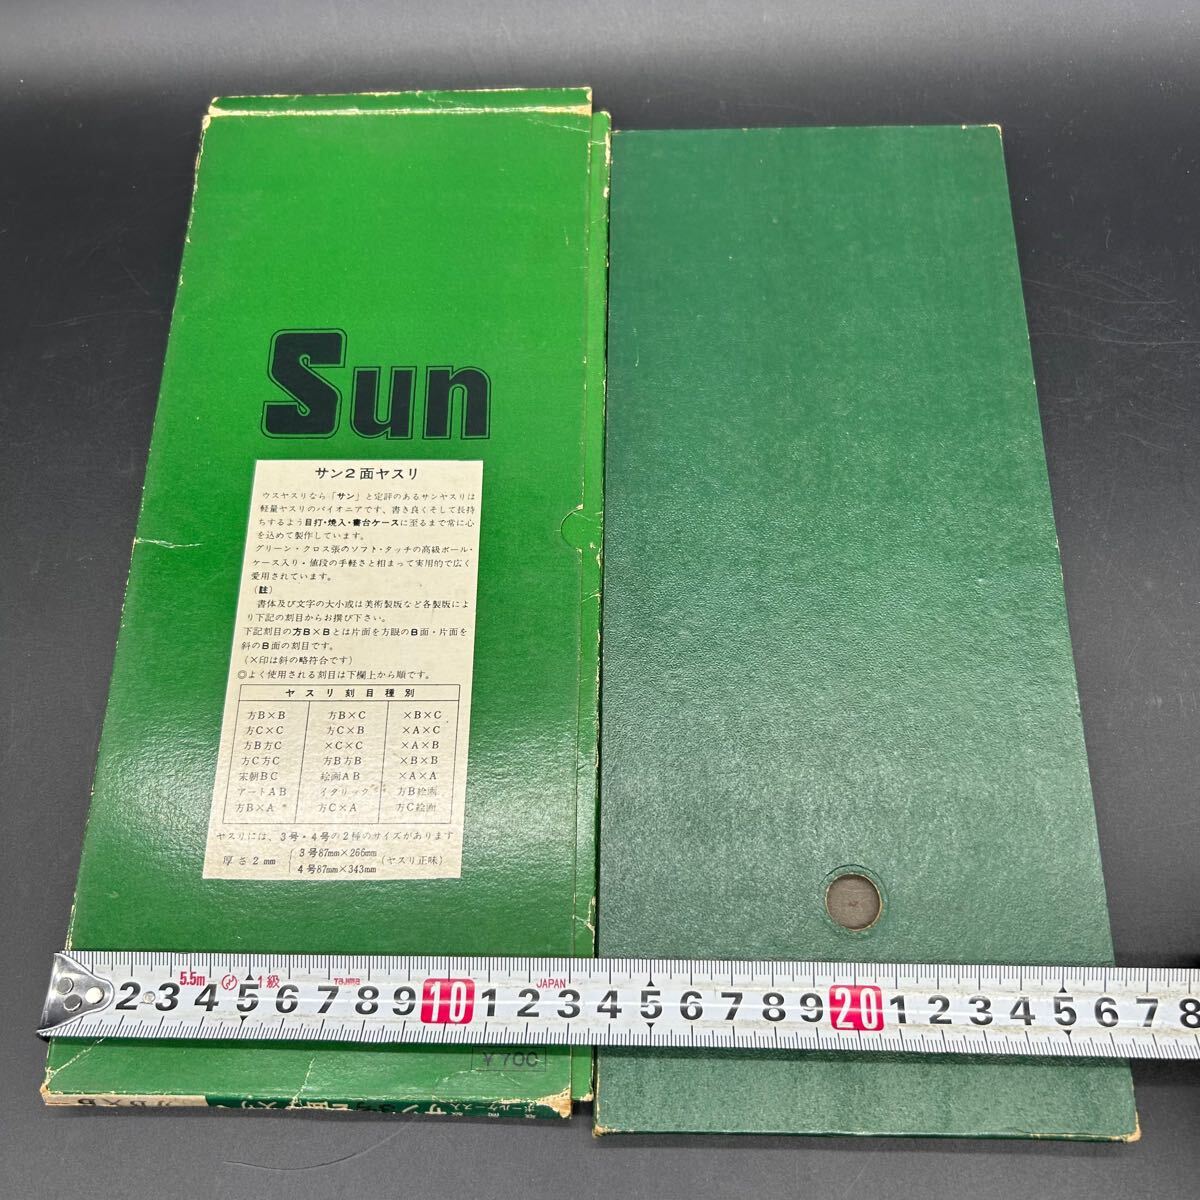 Sun
サン2面ヤスリ
ウスヤスリなら「サン」と定評のあるサンヤスリは
軽量ヤスリのパイオニアです、書き良くそして長持
ちするよう目打・焼入・書台ケースに至るまで常に心
を込めて製作しています。
グリーン・クロス張のソフト・タッチの高級ボール・
ケース入り・値段の手軽さと相まって実用的で広く
愛用されています。
(註)
書体及び文字の大小或は美術製版など各製版によ
り下記の刻目からお撰び下さい。
下記刻目の方B×Bとは片面を方眼のB面・片面を
斜のB面の刻目です。
(×印は斜の略符合です)
◎よく使用される刻目は下欄上から順です。
ヤスリ刻目種別
方B×B 方B×C ×B×C
方C×C 方C×B ×A×C
方B方C ×C×C ×A×B
方C方C 方B方B ×B×B
宋朝BC 絵画AB ×A×A
アートAB イタリック 方B絵画
方B×A 方C×A 方C絵画
ヤスリには、3号・4号の2種のサイズがあります
厚さ2mm 3号87mm×266mm (ヤスリ正味)
4号87mm×343mm
5.5m 1級 Tajima JAPAN
2 3 4 5 6 7 8 9 10 1 2 3 4 5 6 7 8 9 20 1 2 3 4 5 6 7 8
¥700